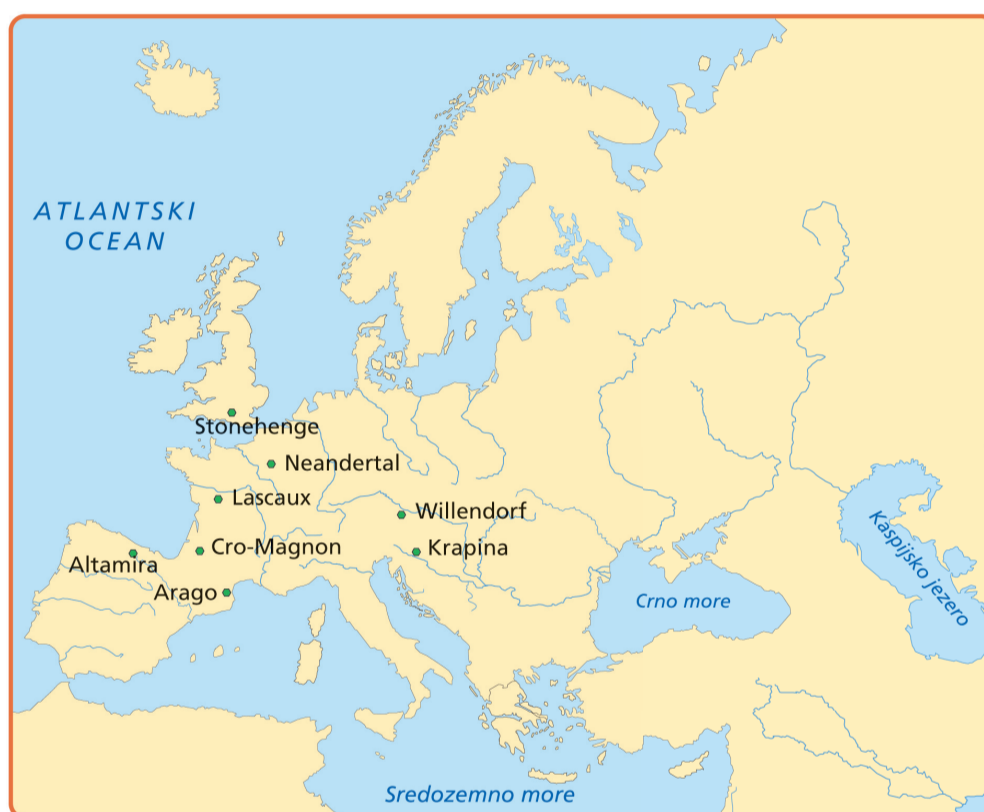 ATLANTSKI
OCEAN
Stonehenge
Neandertal
Lascaux
Willendorf
Cro-Magnon
Krapina
Altamira
Arago
Crno more
Kaspijsko jezero
Sredozemno more